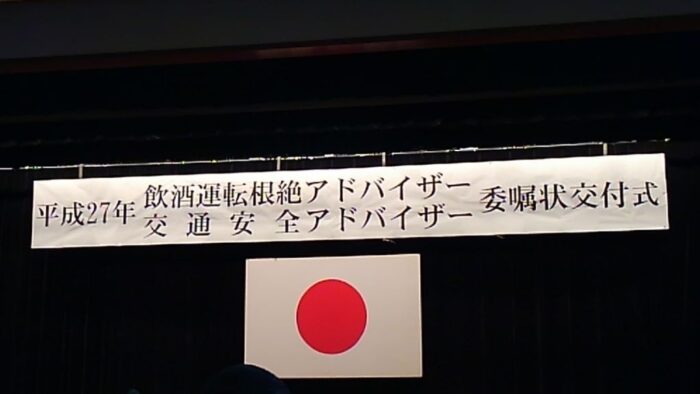 平成27年 飲酒運転根絶アドバイザー 委嘱状交付式
交通安全アドバイザー